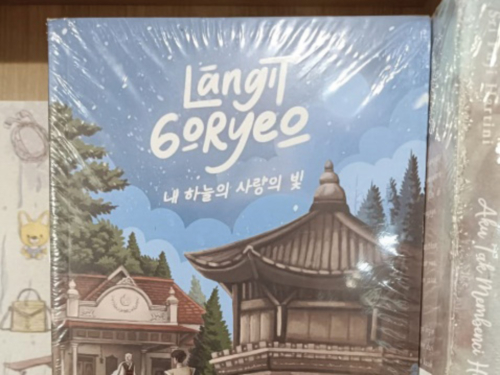 Langit
Goryeo
내 하늘의 사랑의 빛
Aku Tak Membenci H